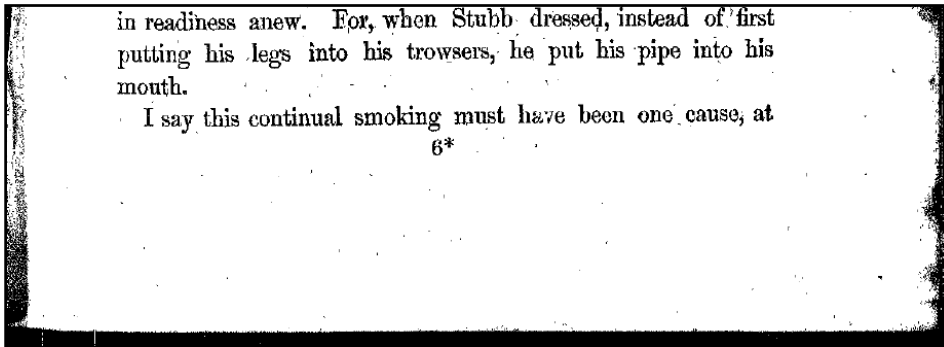 in readiness anew. For, when Stubb dressed, instead of first
putting his legs into his trowsers, he put his pipe into his
mouth.
I say this continual smoking must have been one cause, at
6*